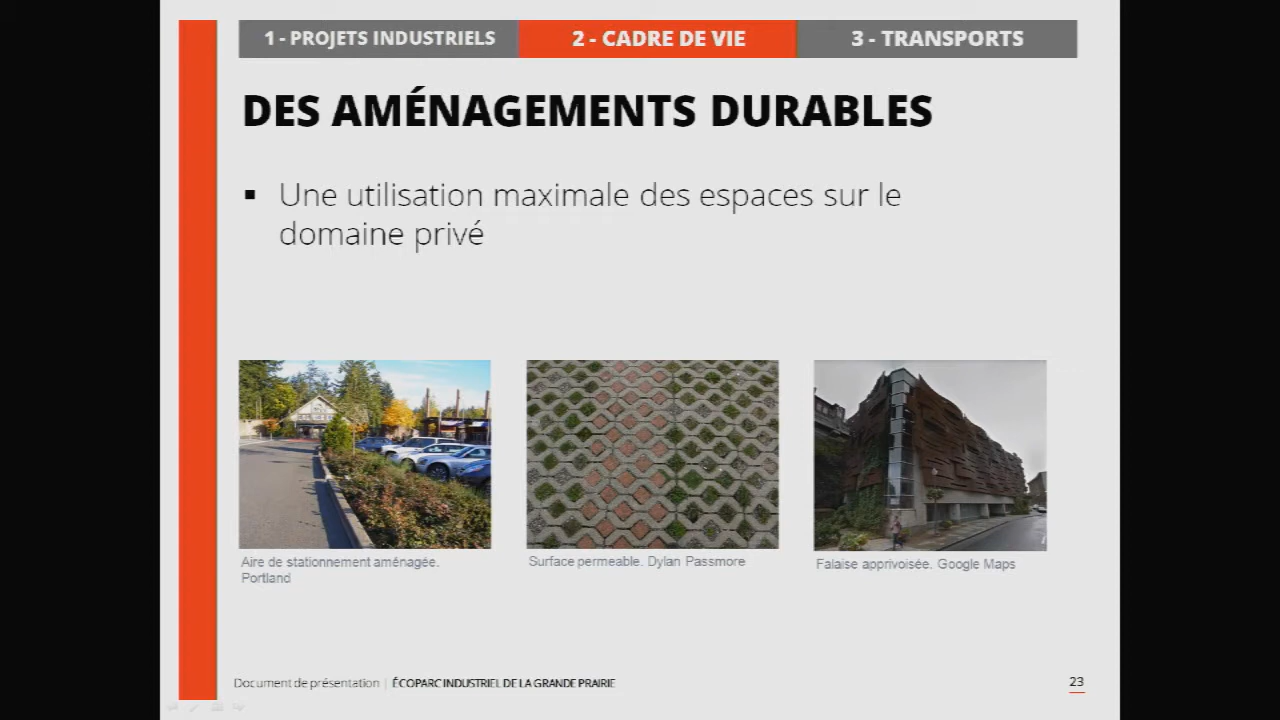 1 - PROJETS INDUSTRIELS
2 - CADRE DE VIE
3 - TRANSPORTS
DES AMÉNAGEMENTS DURABLES
▪ Une utilisation maximale des espaces sur le
domaine privé
Aire de stationnement aménagée.
Portland
Surface permeable. Dylan Passmore
Falaise apprivoisée. Google Maps
Document de présentation | ÉCOPARC INDUSTRIEL DE LA GRANDE PRAIRIE
23